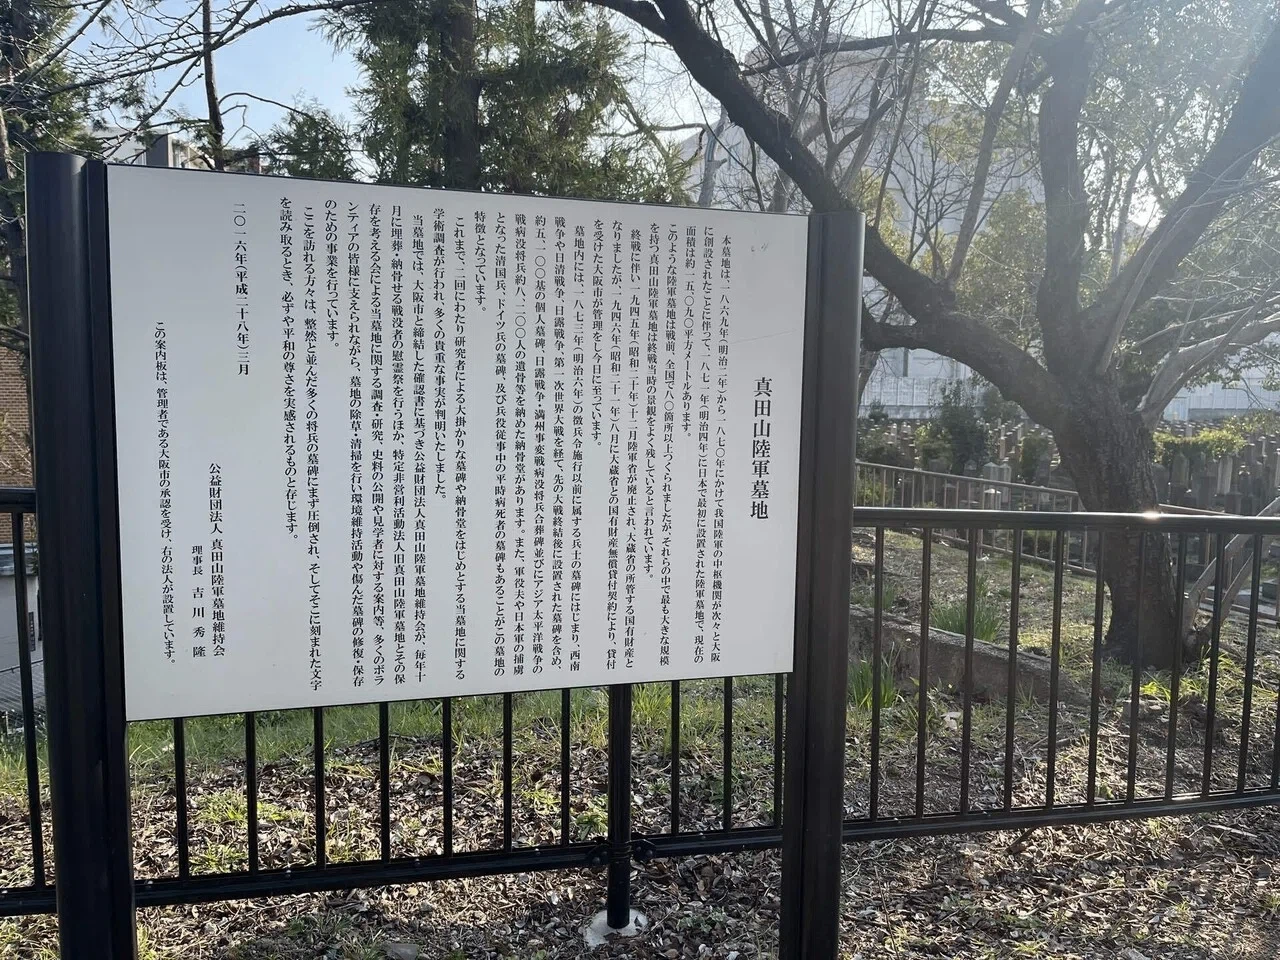 真田山陸軍墓地
本墓地は、一八六九年(明治二年)から一八七〇年にかけて我国陸軍の中枢機関が次々と大阪
に創設されたことに伴って、一八七一年(明治四年)に日本で最初に設置された陸軍墓地で、現在の
面積は約一五、〇九〇平方メートルあります。
このような陸軍墓地は戦前、全国で八〇箇所以上つくられましたが、それらの中で最も大きな規模
を持つ真田山陸軍墓地は終戦当時の景観をよく残していると言われています。
終戦に伴い一九四五年(昭和二十年)十二月陸軍省が廃止され、大蔵省の所管する国有財産と
なりましたが、一九四六年(昭和二十一年)八月に大蔵省との国有財産無償貸付契約により、貸付
を受けた大阪市が管理をし今日に至っています。
墓地内には、一八七三年(明治六年)の徴兵令施行以前に属する兵士の墓碑にはじまり、西南
戦争や日清戦争、日露戦争、第一次世界大戦を経て、先の大戦終結後に設置された墓碑を含め、
約五、一〇〇基の個人墓碑、日露戦争・満州事変戦病没将兵合葬碑並びにアジア太平洋戦争の
戦病没将兵約八、二〇〇人の遺骨等を納めた納骨堂があります。また、軍役夫や日本軍の捕虜
となった清国兵、ドイツ兵の墓碑、及び兵役従事中の平時病死者の墓碑もあることがこの墓地の
特徴となっています。
これまで、二回にわたり研究者による大掛かりな墓碑や納骨堂をはじめとする当墓地に関する
学術調査が行われ、多くの貴重な事実が判明いたしました。
当墓地では、大阪市と締結した確認書に基づき公益財団法人真田山陸軍墓地維持会が、毎年十
月に埋葬・納骨せる戦没者の慰霊祭を行うほか、特定非営利活動法人旧真田山陸軍墓地とその保
存を考える会による当墓地に関する調査・研究、史料の公開や見学者に対する案内等、多くのボラ
ンティアの皆様に支えられながら、墓地の除草・清掃を行い環境維持活動や傷んだ墓碑の修復・保存
のための事業を行っています。
ここを訪れる方々は、整然と並んだ多くの将兵の墓碑にまず圧倒され、そしてそこに刻まれた文字
を読み取るとき、必ずや平和の尊さを実感されるものと存じます。
二〇一六年(平成二十八年)三月
公益財団法人 真田山陸軍墓地維持会
理事長 吉川秀隆
この案内板は、管理者である大阪市の承認を受け、右の法人が設置しています。